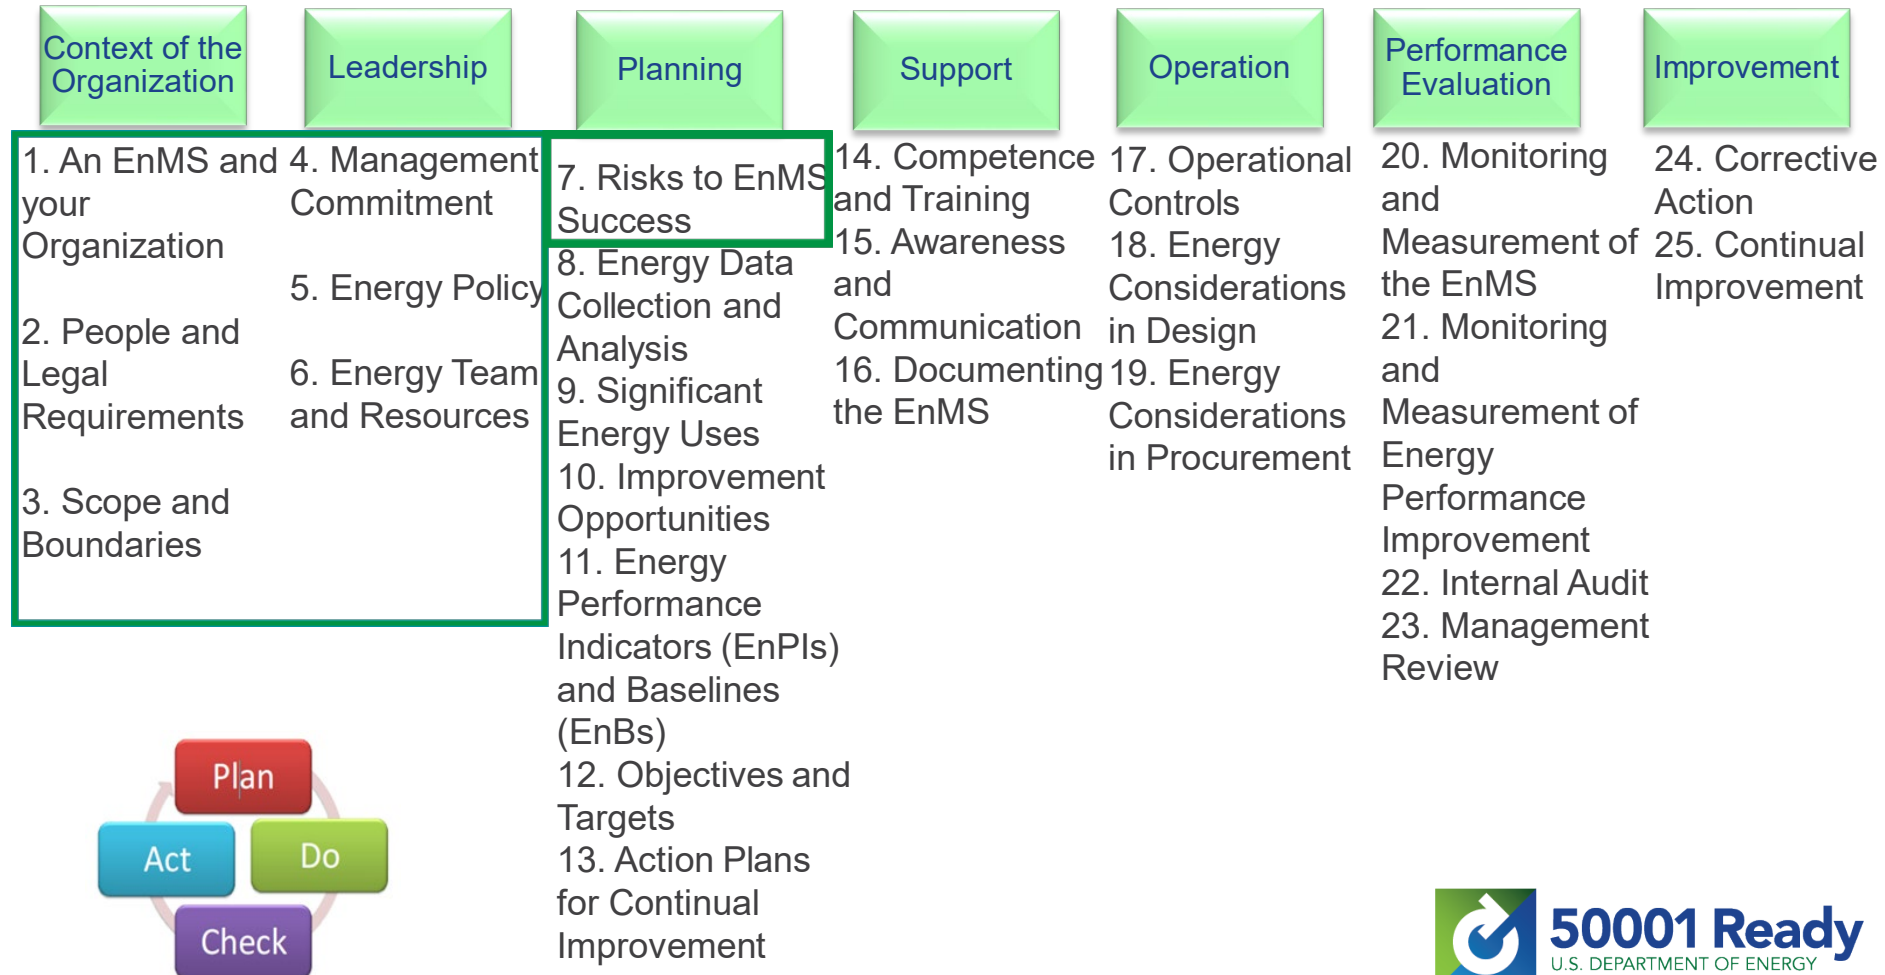 Context of the
Organization
Leadership
Planning
Support
Operation
Performance
Evaluation
Improvement
1. An EnMS and
your
Organization
2. People and
Legal
Requirements
3. Scope and
Boundaries
4. Management
Commitment
5. Energy Policy
6. Energy Team
and Resources
7. Risks to EnMS
Success
8. Energy Data
Collection and
Analysis
9. Significant
Energy Uses
10. Improvement
Opportunities
11. Energy
Performance
Indicators (EnPIs)
and Baselines
(EnBs)
12. Objectives and
Targets
13. Action Plans
for Continual
Improvement
14. Competence
and Training
15. Awareness
and
Communication
16. Documenting
the EnMS
17. Operational
Controls
18. Energy
Considerations
in Design
19. Energy
Considerations
in Procurement
20. Monitoring
and
Measurement of
the EnMS
21. Monitoring
and
Measurement of
Energy
Performance
Improvement
22. Internal Audit
23. Management
Review
24. Corrective
Action
25. Continual
Improvement
Plan
Act
Do
Check
50001 Ready
U.S. DEPARTMENT OF ENERGY